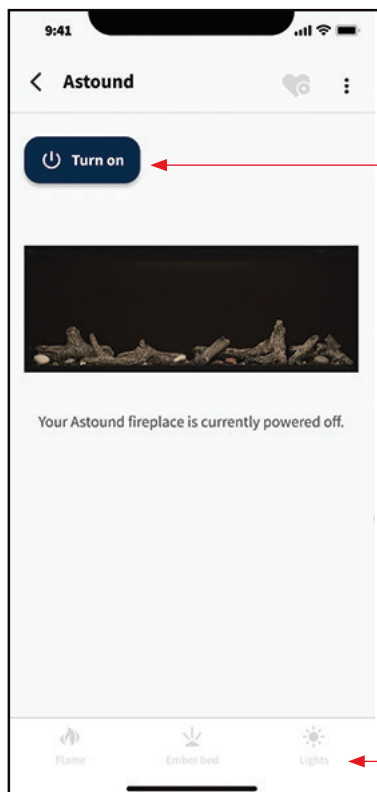 9:41
Astound
Turn on
Your Astound fireplace is currently powered off.
Flame
Ember bed
Lights